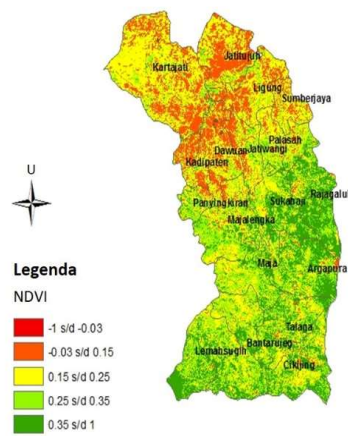 Jatitujuh
Kartajati
Ligung
Sumberjaya
Palasah
Dawuan Jatiwangi
Kadipaten
Rajagaluh
Panyingkiran
Sukahaji
Majalengka
U
Maja
Argapura
Legenda
NDVI
-1 s/d -0.03
-0.03 s/d 0.15
0.15 s/d 0.25
0.25 s/d 0.35
0.35 s/d 1
Talaga
Bantarujeg
Lemahsugih
Cikijing